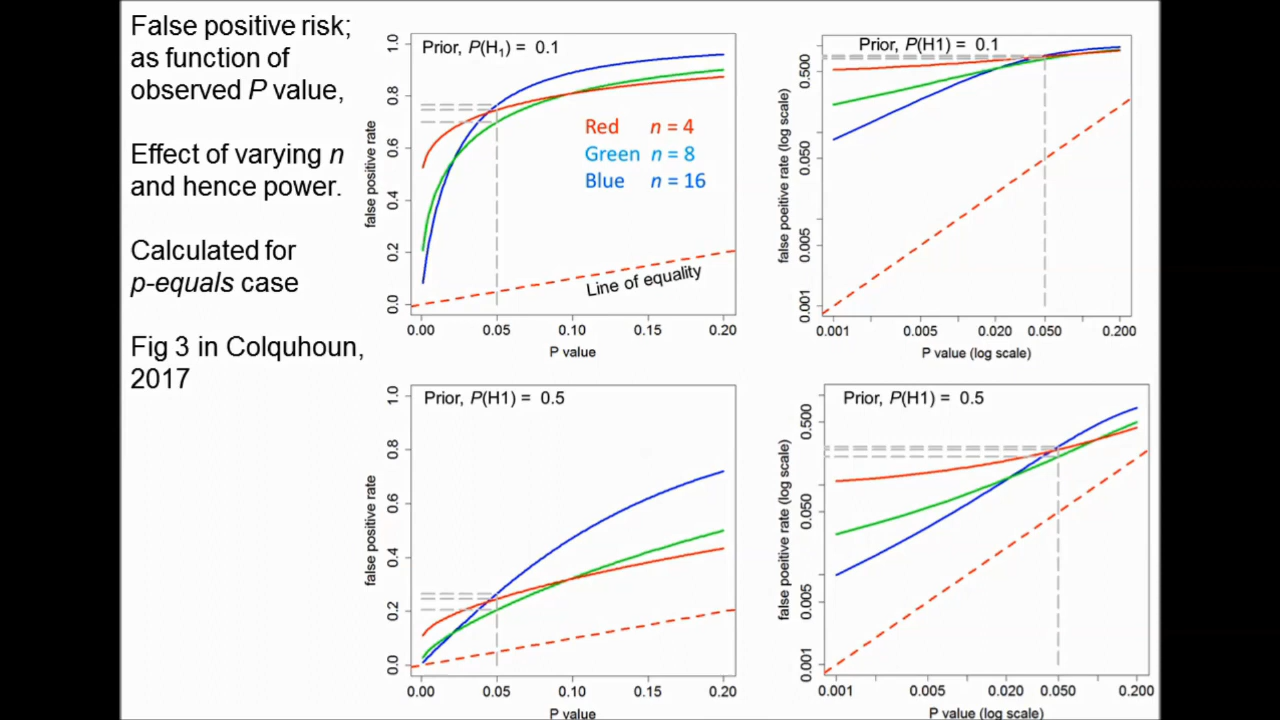 False positive risk;
as function of
observed P value,
Effect of varying n
and hence power.
Calculated for
p-equals case
Fig 3 in Colquhoun,
2017
Prior, P(H₁) = 0.1
false positive rate
0.0
0.2
0.4
0.6
0.8
1.0
Red n = 4
Green n = 8
Blue n = 16
Line of equality
0.00 0.05 0.10 0.15 0.20
P value
Prior, P(H1) = 0.1
false poeitive rate (log scale)
0.001
0.005
0.050
0.500
0.001 0.005 0.020 0.050 0.200
P value (log scale)
Prior, P(H1) = 0.5
false positive rate
0.0
0.2
0.4
0.6
0.8
1.0
0.00 0.05 0.10 0.15 0.20
P value
Prior, P(H1) = 0.5
false poeitive rate (log scale)
0.001
0.005
0.050
0.500
0.001 0.005 0.020 0.050 0.200
P value (log scale)